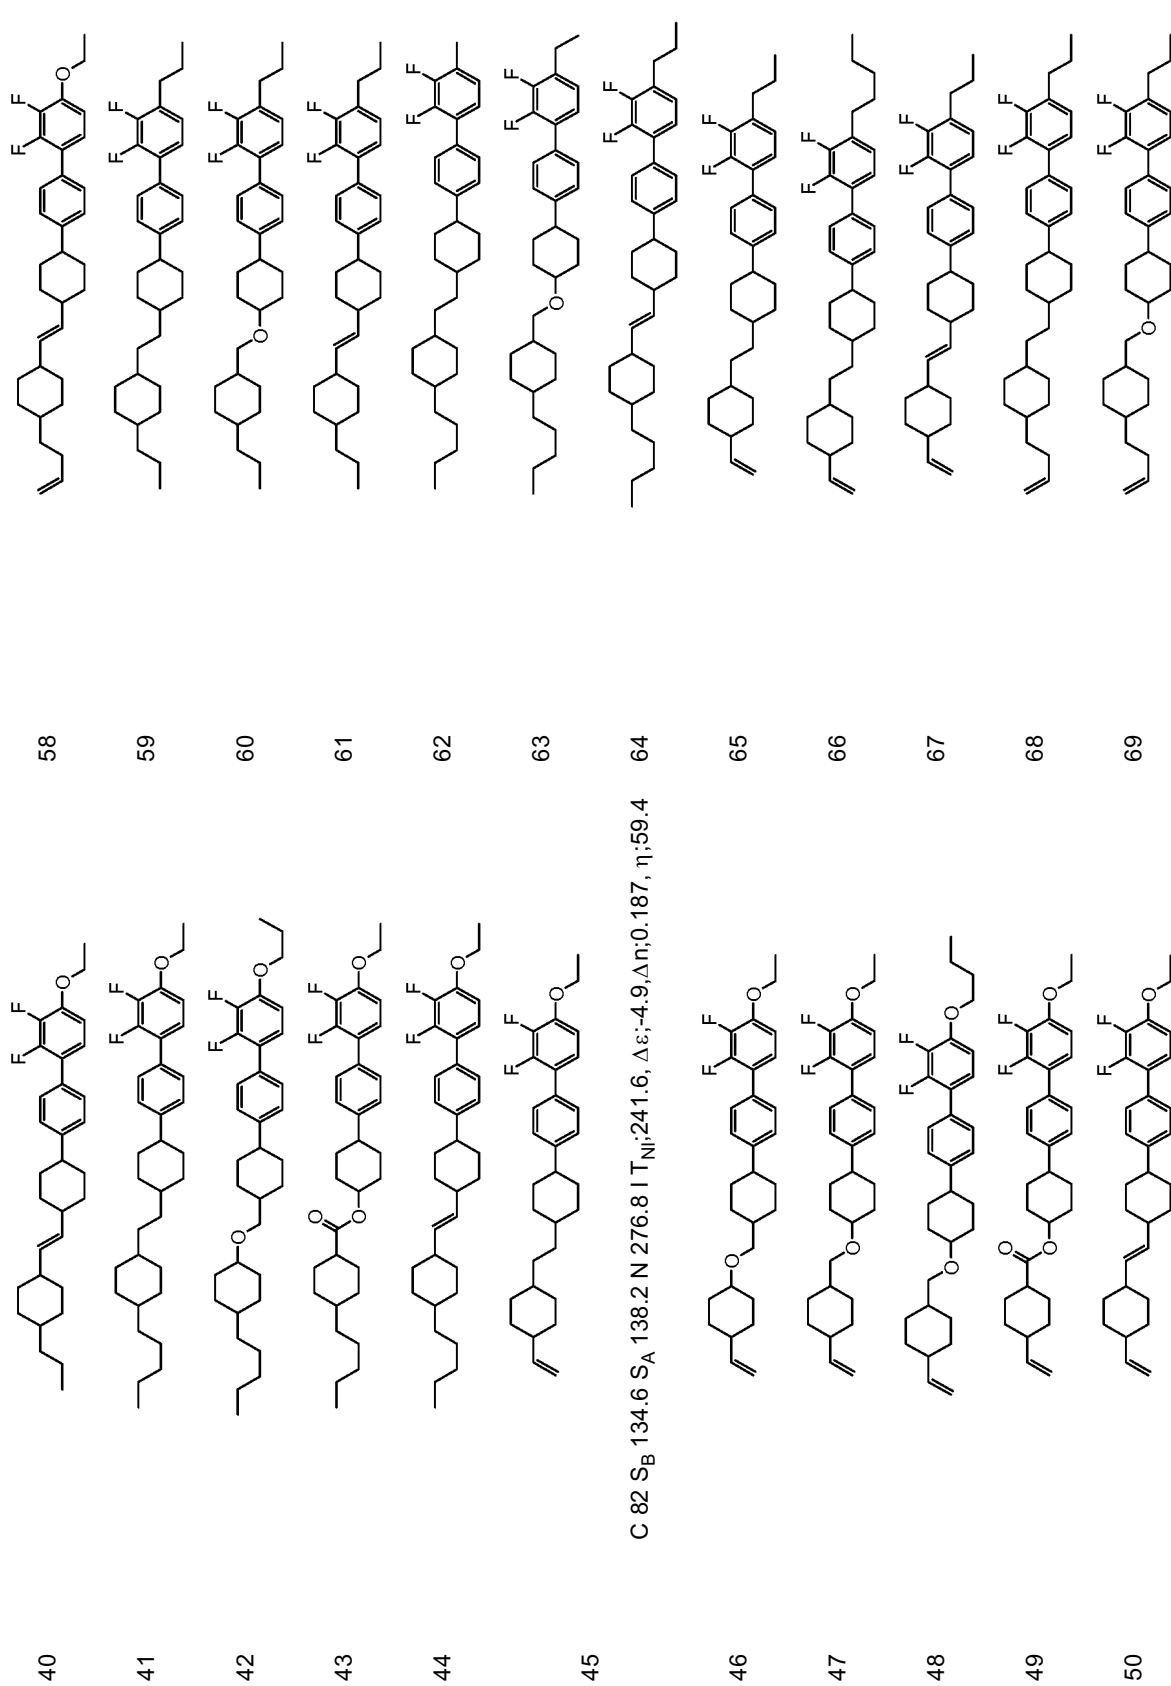 40 F F O
41 F F O
42 O F F O
43 O O F F O
44 F F O
45 F F O
C 82 S_B 134.6 S_A 138.2 N 276.8 I T_NI;241.6, Δε;-4.9,Δn;0.187, η;59.4
46 O F F O
47 O F F O
48 O F F O
49 O O F F O
50 F F O
58 F F O
59 F F
60 O F F
61 F F
62 F F
63 O F F
64 F F
65 F F
66 F F
67 F F
68 F F
69 O F F